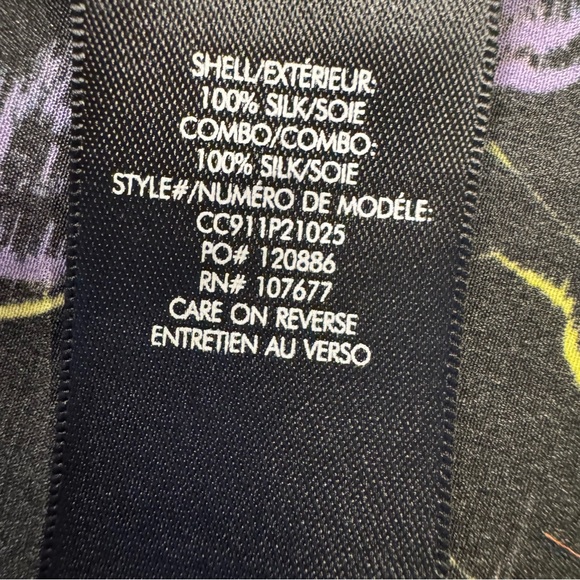 SHELL/EXTÉRIEUR:
100% SILK/SOIE
COMBO/COMBO:
100% SILK/SOIE
STYLE#/NUMÉRO DE MODÉLE:
CC911P21025
PO# 120886
RN# 107677
CARE ON REVERSE
ENTRETIEN AU VERSO